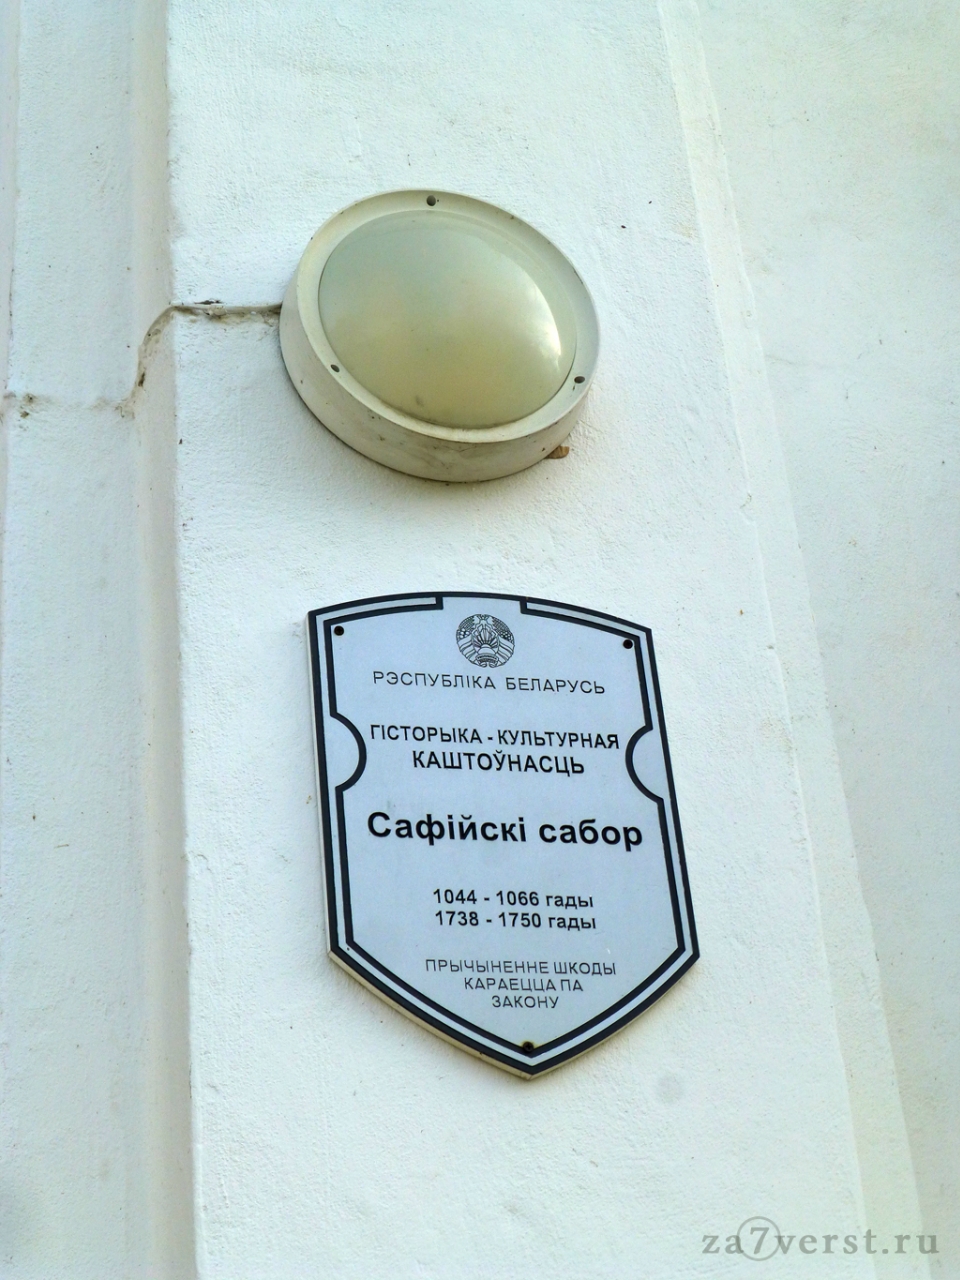 РЭСПУБЛІКА БЕЛАРУСЬ
ГІСТОРЫКА - КУЛЬТУРНАЯ
КАШТОЎНАСЦЬ
Сафійскі сабор
1044 - 1066 гады
1738 - 1750 гады
ПРЫЧЫНЕННЕ ШКОДЫ
КАРАЕЦЦА ПА
ЗАКОНУ
za7verst.ru